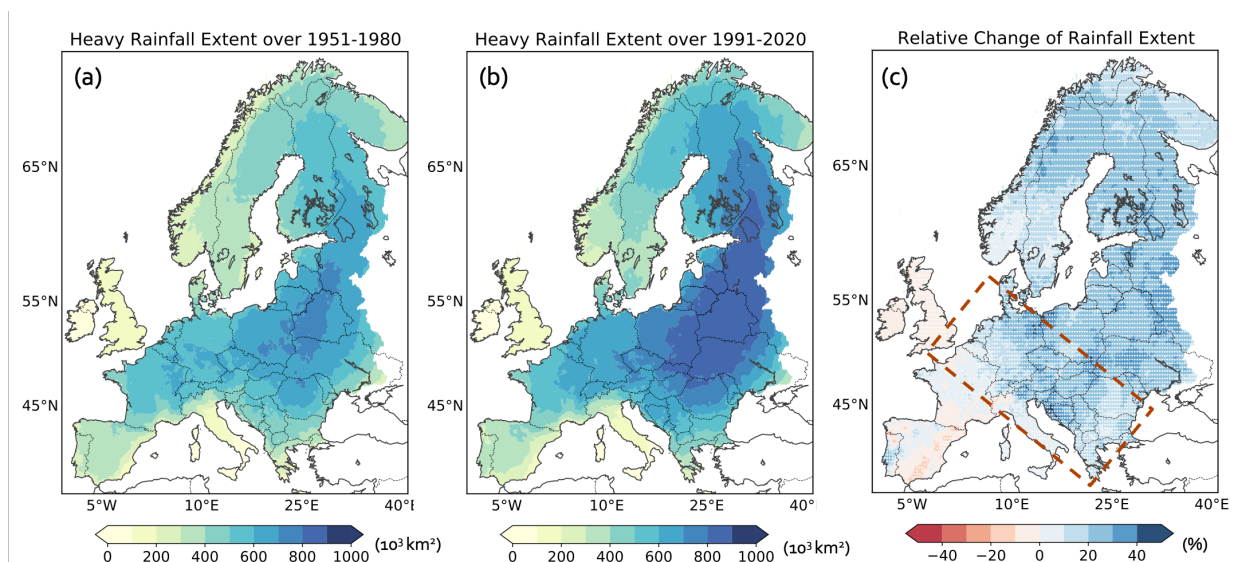 Heavy Rainfall Extent over 1951-1980
Heavy Rainfall Extent over 1991-2020
Relative Change of Rainfall Extent
(a)
(b)
(c)
65°N
65°N
65°N
55°N
55°N
55°N
45°N
45°N
45°N
5°W 10°E 25°E 40°E
5°W 10°E 25°E 40°E
5°W 10°E 25°E 40°E
0 200 400 600 800 1000 (10³ km²)
0 200 400 600 800 1000 (10³ km²)
−40 −20 0 20 40 (%)